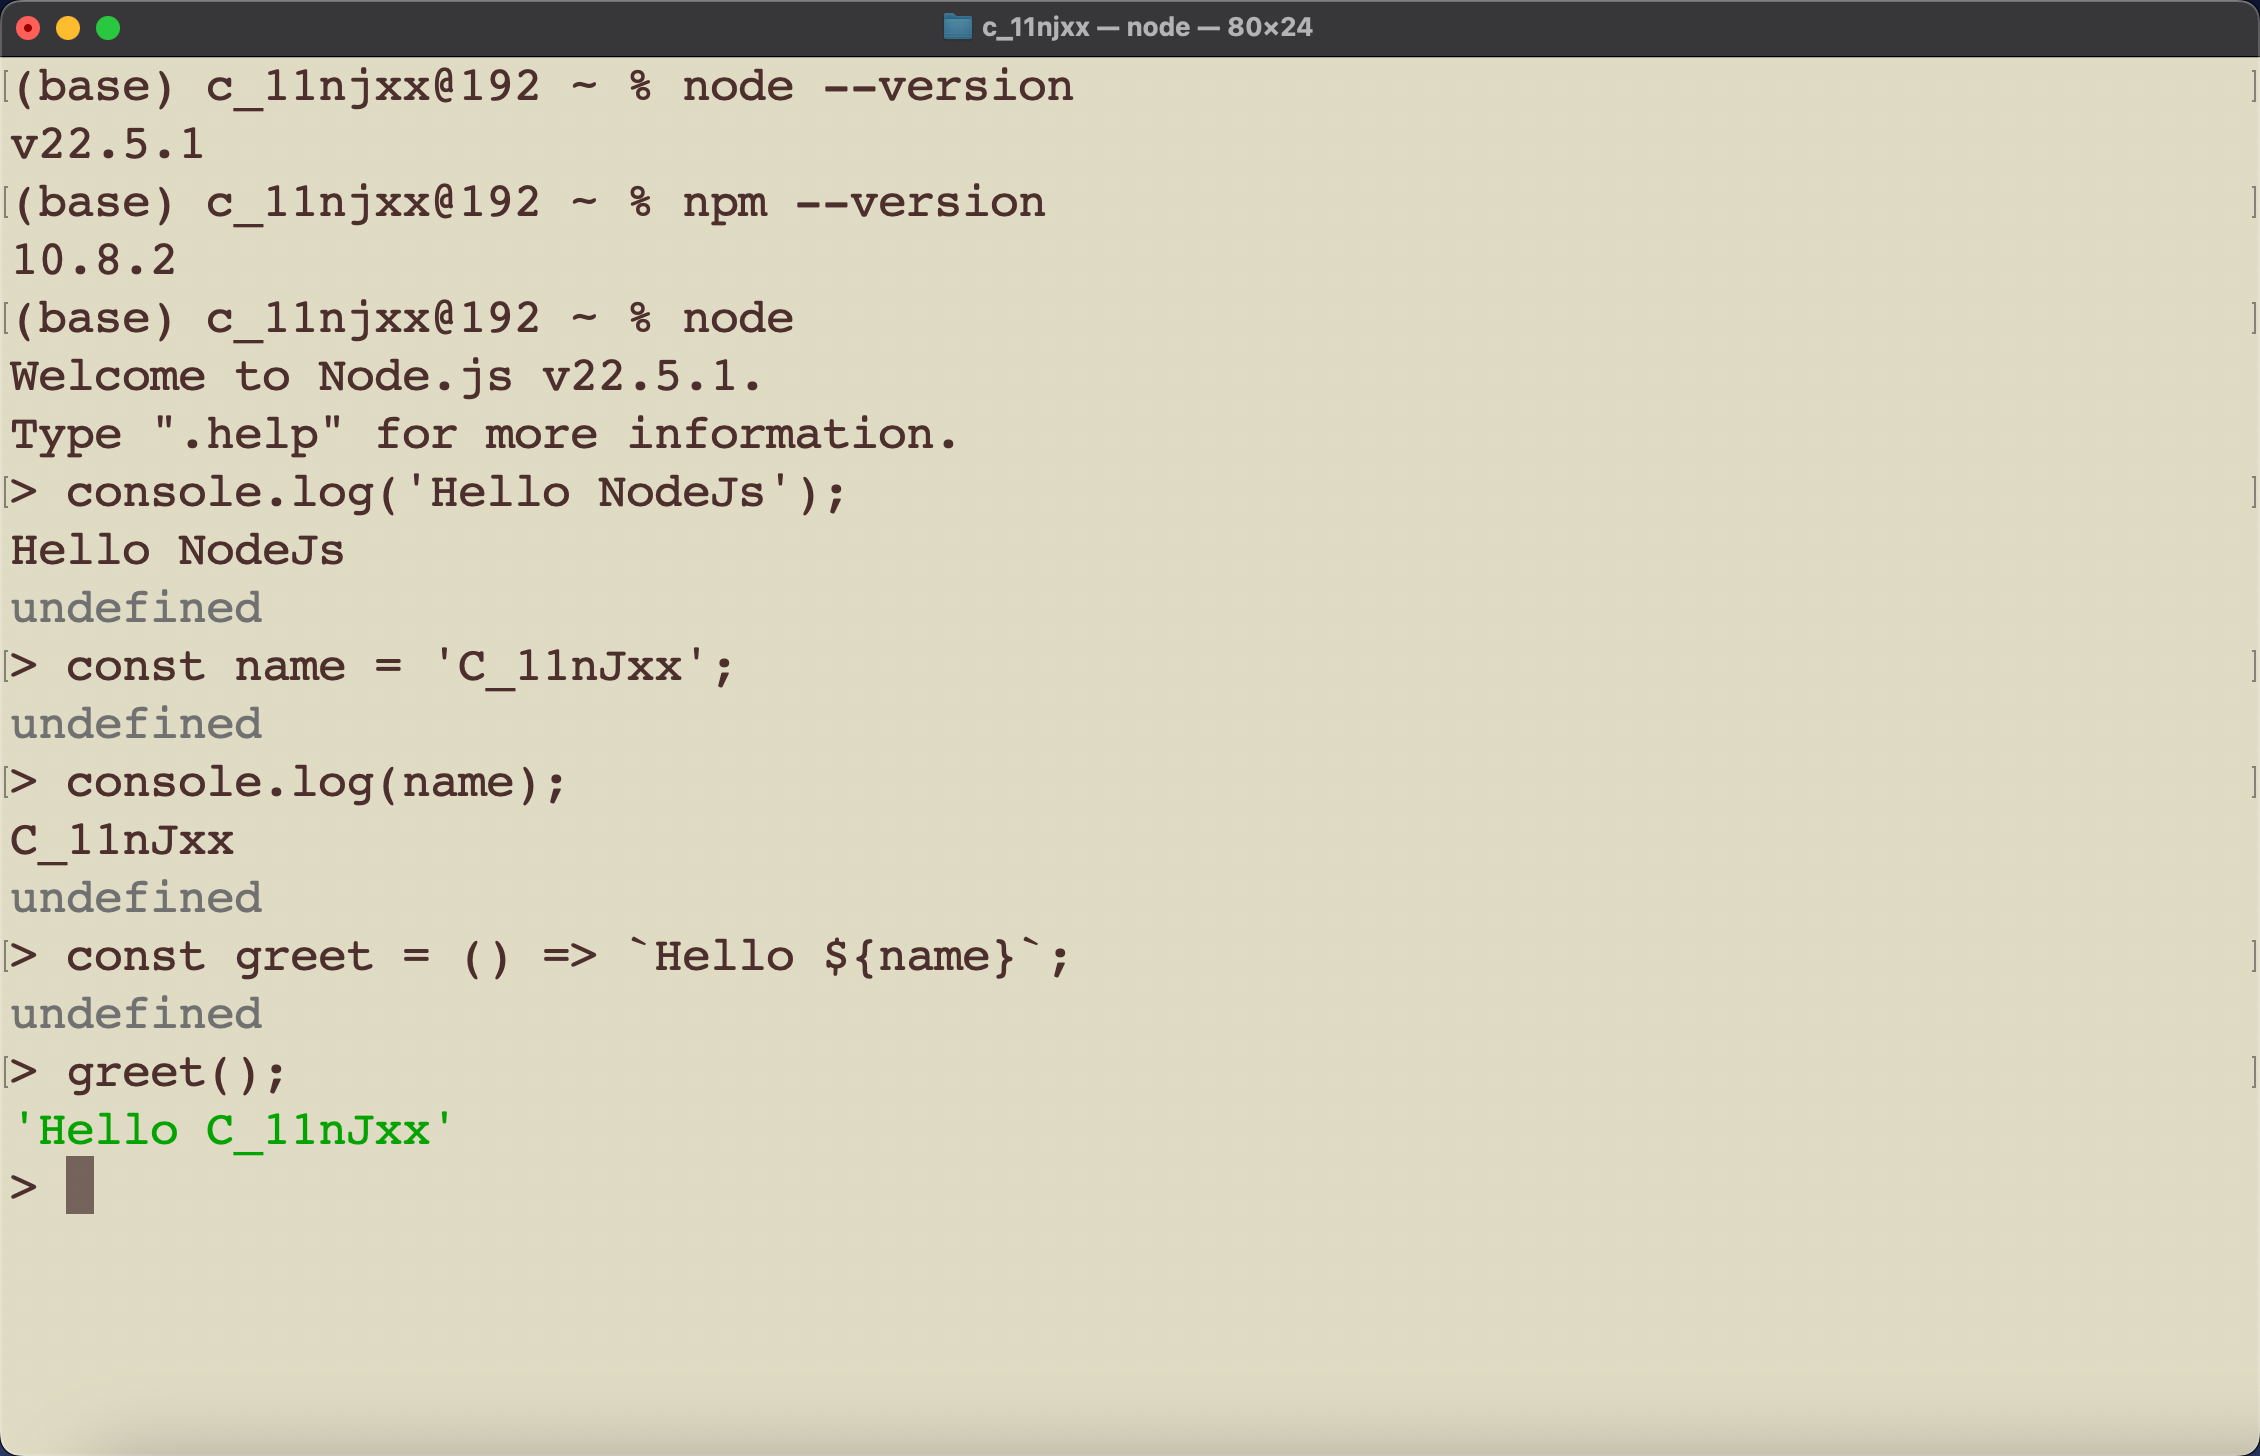 c_11njxx — node — 80×24
(base) c_11njxx@192 ~ % node --version
v22.5.1
(base) c_11njxx@192 ~ % npm --version
10.8.2
(base) c_11njxx@192 ~ % node
Welcome to Node.js v22.5.1.
Type ".help" for more information.
> console.log('Hello NodeJs');
Hello NodeJs
undefined
> const name = 'C_11nJxx';
undefined
> console.log(name);
C_11nJxx
undefined
> const greet = () => `Hello ${name}`;
undefined
> greet();
'Hello C_11nJxx'
>